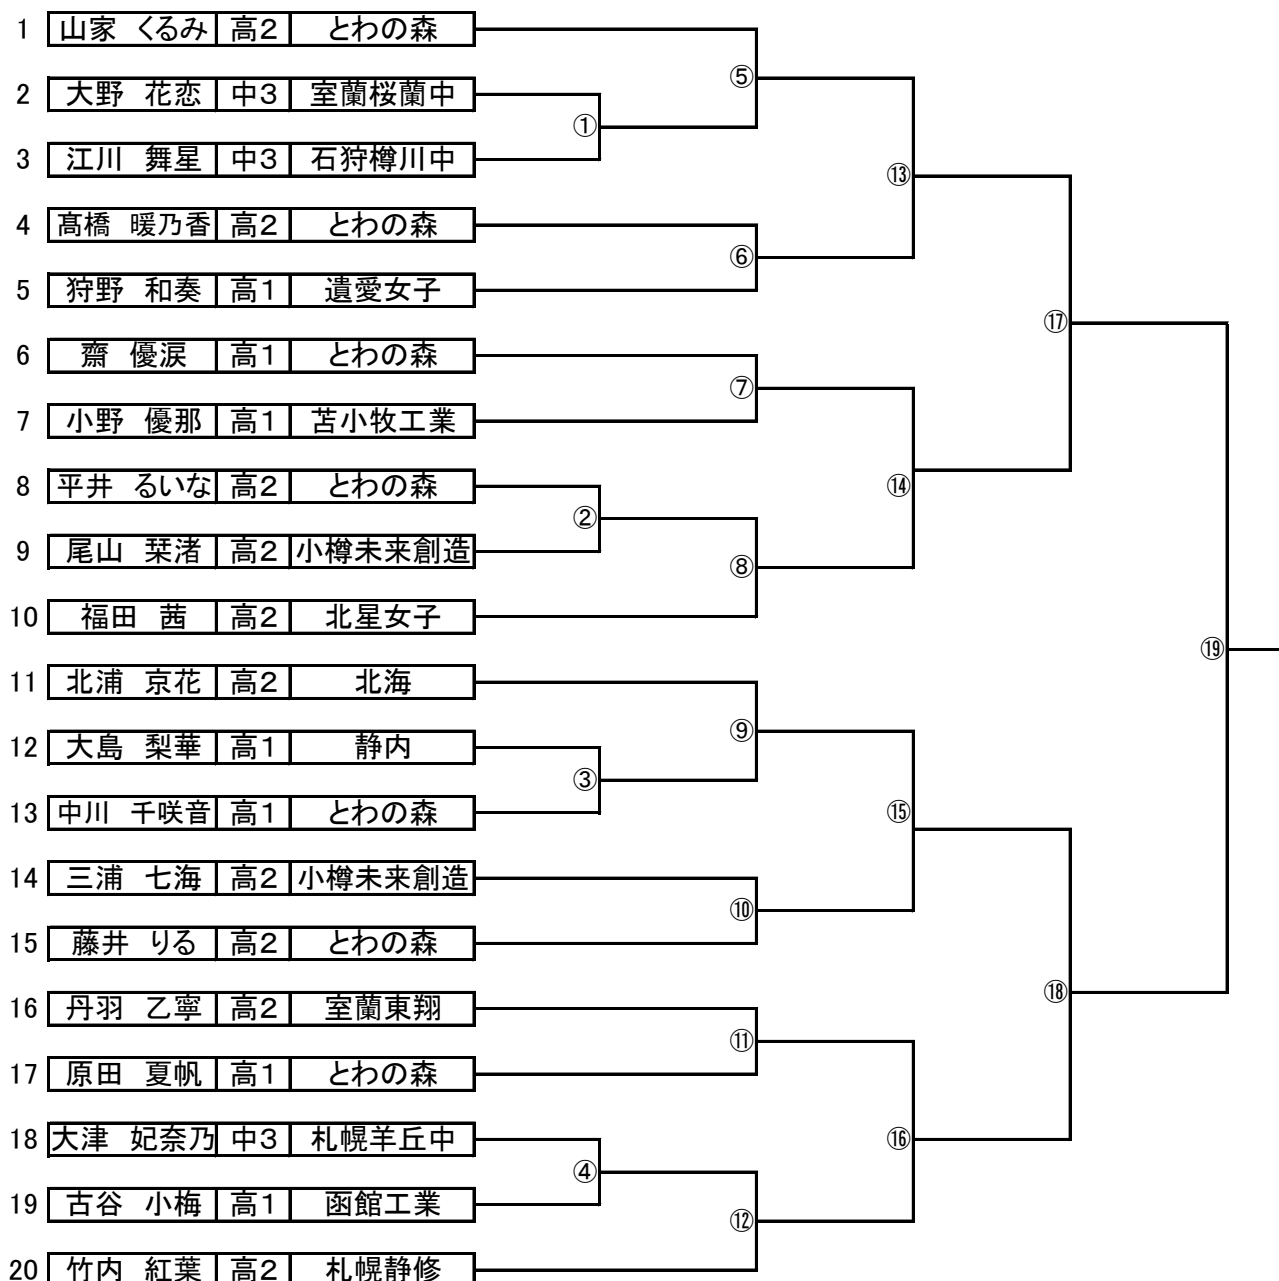 1 山家 くるみ 高2 とわの森
⑤
2 大野 花恋 中3 室蘭桜蘭中
①
3 江川 舞星 中3 石狩樽川中
⑬
4 髙橋 暖乃香 高2 とわの森
⑥
5 狩野 和奏 高1 遺愛女子
⑰
6 齋 優涙 高1 とわの森
⑦
7 小野 優那 高1 苫小牧工業
8 平井 るいな 高2 とわの森
⑭
②
9 尾山 栞渚 高2 小樽未来創造
⑧
10 福田 茜 高2 北星女子
⑲
11 北浦 京花 高2 北海
⑨
12 大島 梨華 高1 静内
③
13 中川 千咲音 高1 とわの森
⑮
14 三浦 七海 高2 小樽未来創造
⑩
15 藤井 りる 高2 とわの森
⑱
16 丹羽 乙寧 高2 室蘭東翔
⑪
17 原田 夏帆 高1 とわの森
18 大津 妃奈乃 中3 札幌羊丘中
⑯
④
19 古谷 小梅 高1 函館工業
⑫
20 竹内 紅葉 高2 札幌静修